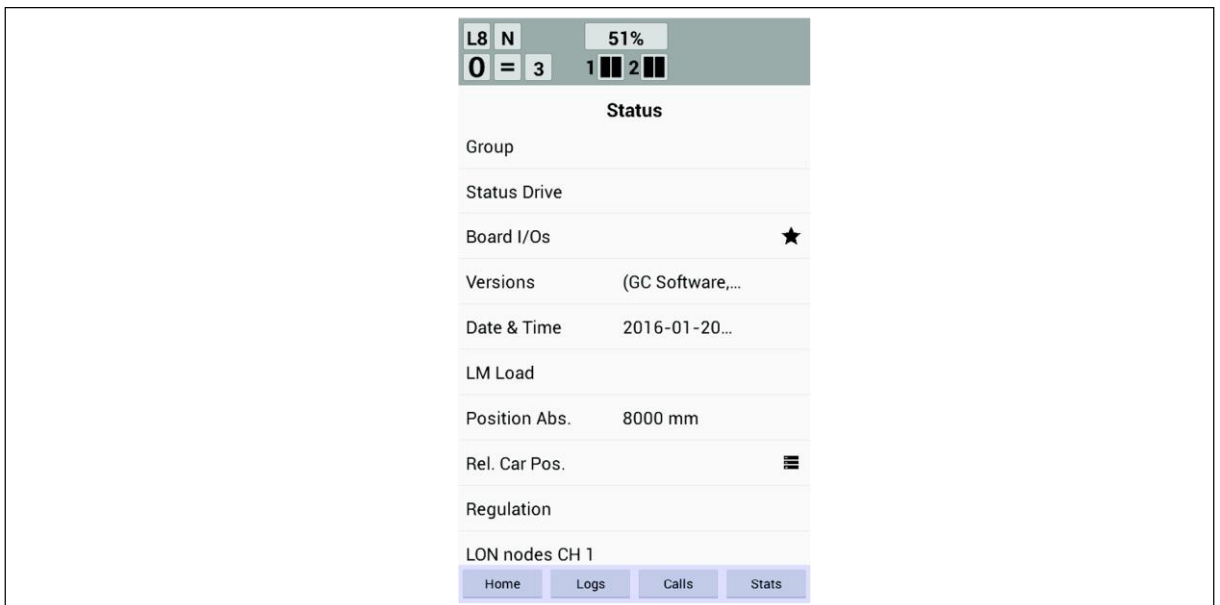 L8 N 51%
0 = 3 1 2
Status
Group
Status Drive
Board I/Os
Versions (GC Software,...
Date & Time 2016-01-20...
LM Load
Position Abs. 8000 mm
Rel. Car Pos.
Regulation
LON nodes CH 1
Home Logs Calls Stats